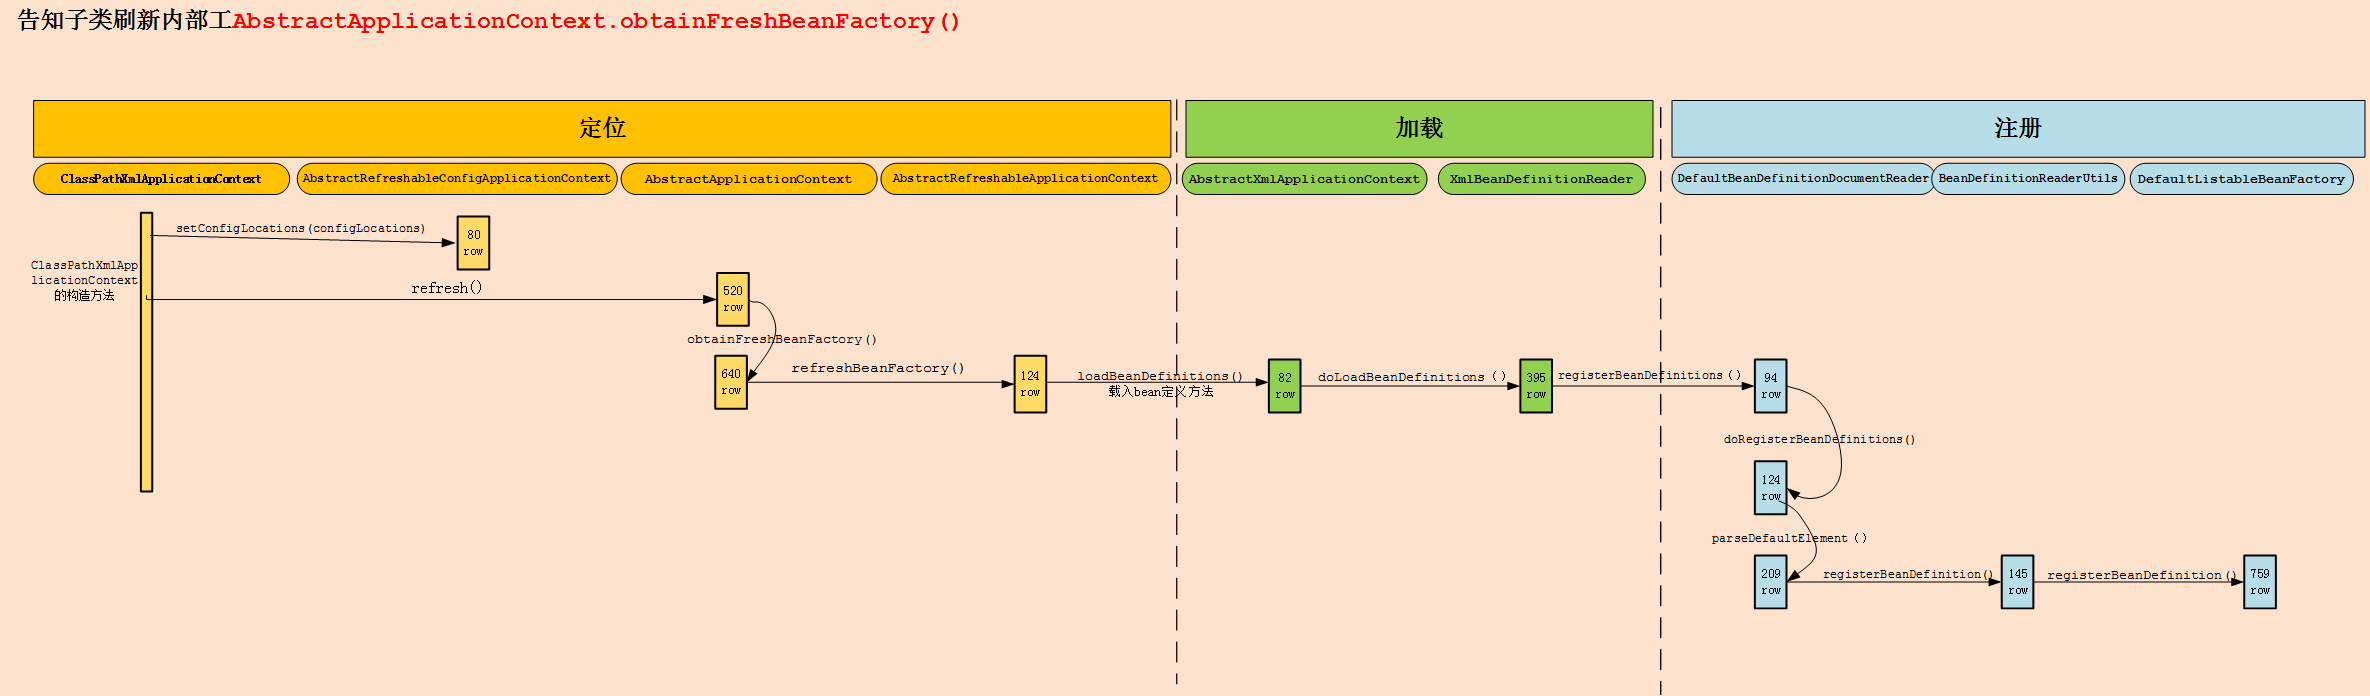 告知子类刷新内部工AbstractApplicationContext.obtainFreshBeanFactory()
定位
加载
注册
ClassPathXmlApplicationContext
AbstractRefreshableConfigApplicationContext
AbstractApplicationContext
AbstractRefreshableApplicationContext
AbstractXmlApplicationContext
XmlBeanDefinitionReader
DefaultBeanDefinitionDocumentReader
BeanDefinitionReaderUtils
DefaultListableBeanFactory
setConfigLocations(configLocations)
80
row
ClassPathXmlApp
licationContext
的构造方法
refresh()
520
row
obtainFreshBeanFactory()
640
row
refreshBeanFactory()
124
row
loadBeanDefinitions()
载入bean定义方法
82
row
doLoadBeanDefinitions ()
395
row
registerBeanDefinitions ()
94
row
doRegisterBeanDefinitions()
124
row
parseDefaultElement ()
209
row
registerBeanDefinition()
145
row
registerBeanDefinition()
759
row